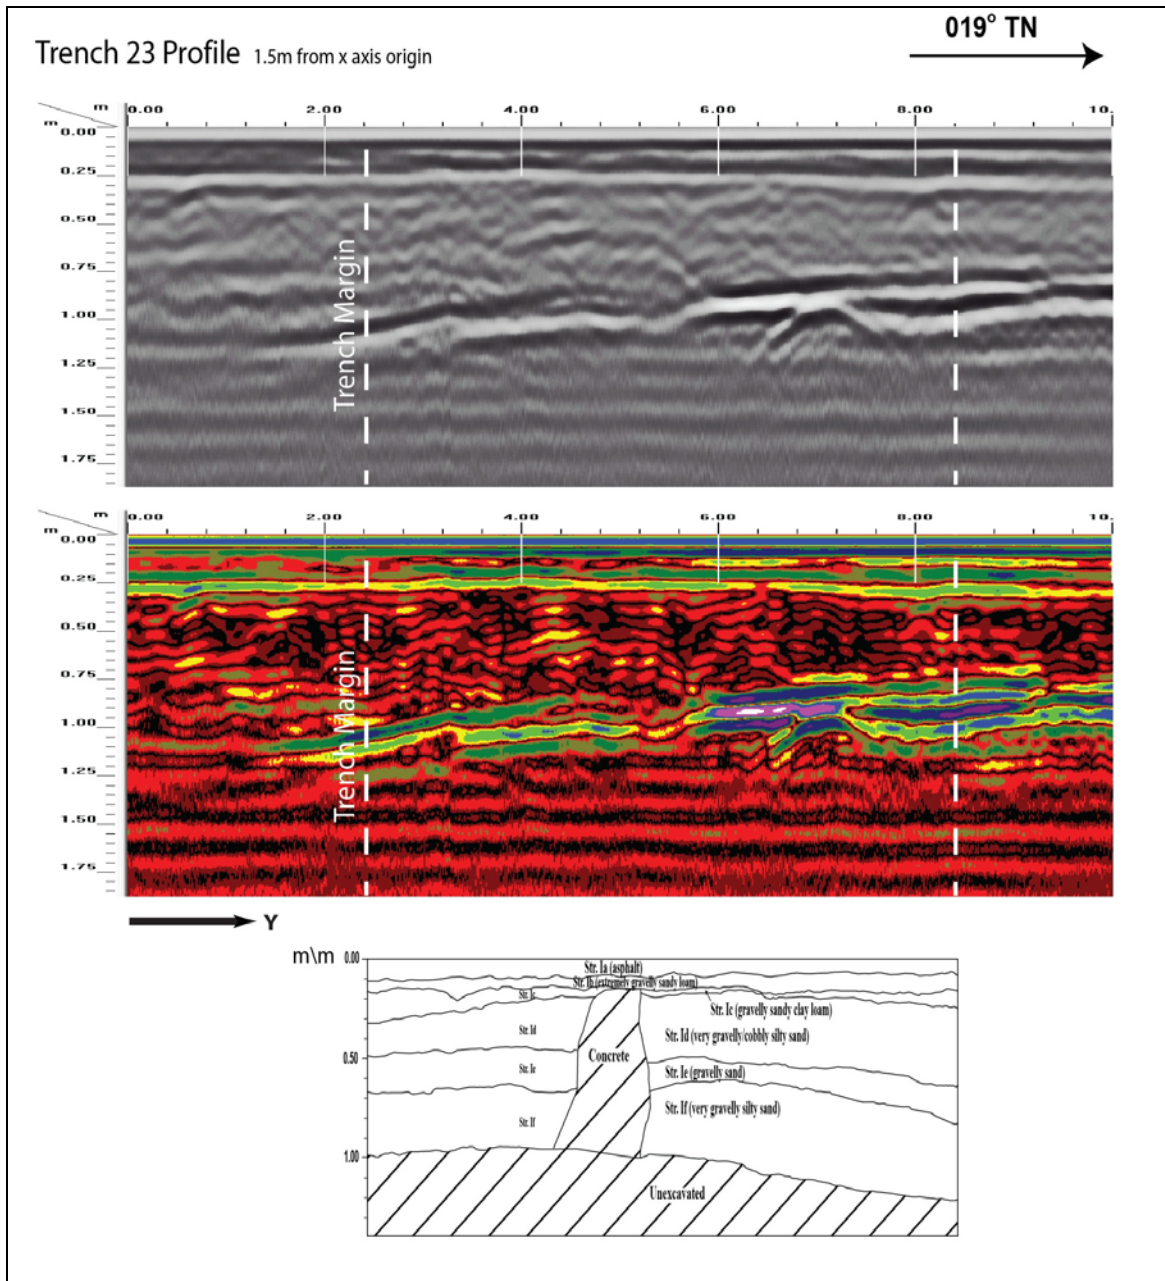 019° TN
Trench 23 Profile 1.5m from x axis origin
m 0.00 2.00 4.00 6.00 8.00 10.
m
0.00
0.25
0.50
0.75
1.00
1.25
1.50
1.75
Trench Margin
m 0.00 2.00 4.00 6.00 8.00 10.
m
0.00
0.25
0.50
0.75
1.00
1.25
1.50
1.75
Trench Margin
Y
m\m 0.00
Str. Ia (asphalt)
Str. Ib (extremely gravelly sandy loam)
Str. Ic
Str. Ic (gravelly sandy clay loam)
Str. Id
Str. Id (very gravelly/cobbly silty sand)
0.50
Concrete
Str. Ie
Str. Ie (gravelly sand)
Str. If (very gravelly silty sand)
Str. If
1.00
Unexcavated